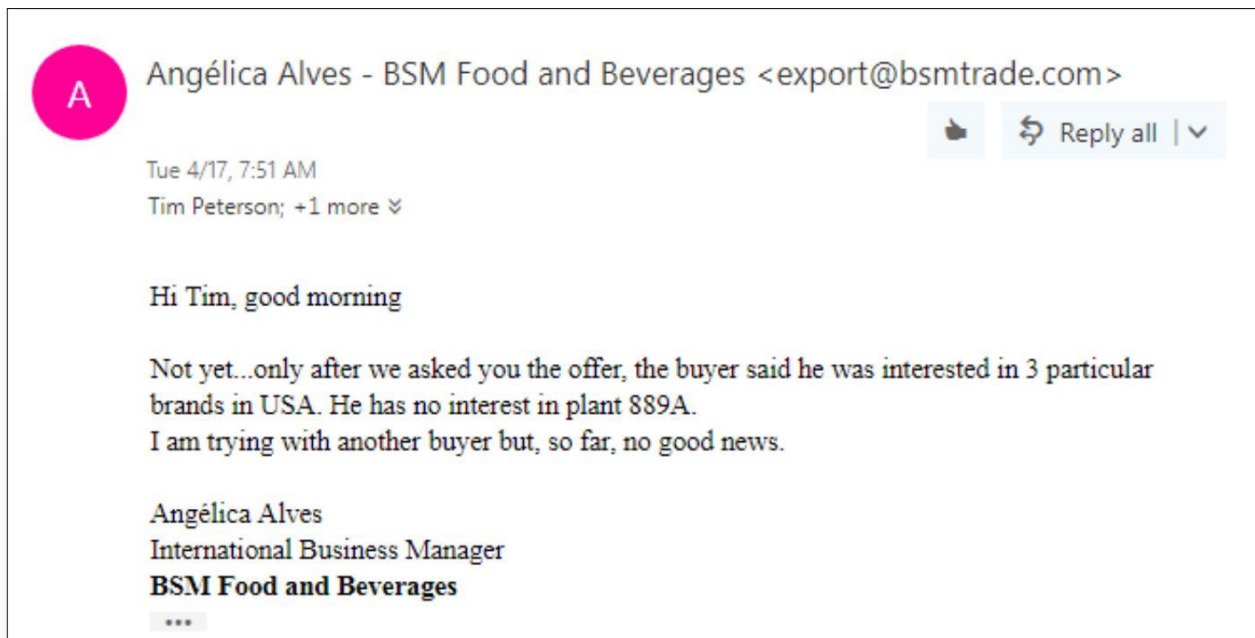 A
Angélica Alves - BSM Food and Beverages <export@bsmtrade.com>
Reply all
Tue 4/17, 7:51 AM
Tim Peterson; +1 more
Hi Tim, good morning
Not yet...only after we asked you the offer, the buyer said he was interested in 3 particular
brands in USA. He has no interest in plant 889A.
I am trying with another buyer but, so far, no good news.
Angélica Alves
International Business Manager
BSM Food and Beverages
...